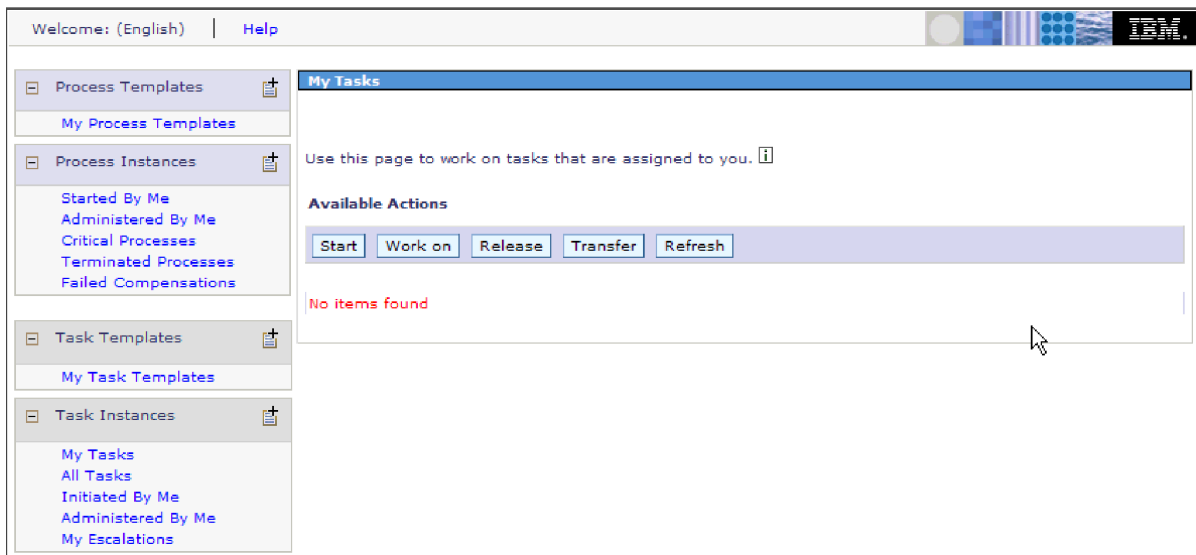 Welcome: (English) | Help
IBM.
Process Templates
My Process Templates
Process Instances
Started By Me
Administered By Me
Critical Processes
Terminated Processes
Failed Compensations
Task Templates
My Task Templates
Task Instances
My Tasks
All Tasks
Initiated By Me
Administered By Me
My Escalations
My Tasks
Use this page to work on tasks that are assigned to you. i
Available Actions
Start Work on Release Transfer Refresh
No items found